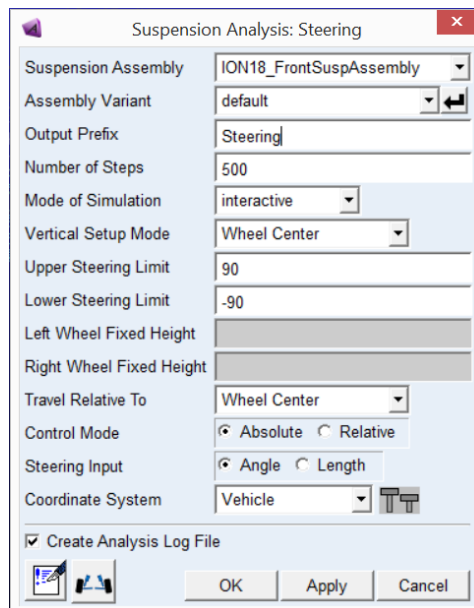 Suspension Analysis: Steering
Suspension Assembly ION18_FrontSuspAssembly
Assembly Variant default
Output Prefix Steering
Number of Steps 500
Mode of Simulation interactive
Vertical Setup Mode Wheel Center
Upper Steering Limit 90
Lower Steering Limit -90
Left Wheel Fixed Height
Right Wheel Fixed Height
Travel Relative To Wheel Center
Control Mode Absolute Relative
Steering Input Angle Length
Coordinate System Vehicle
Create Analysis Log File
OK Apply Cancel